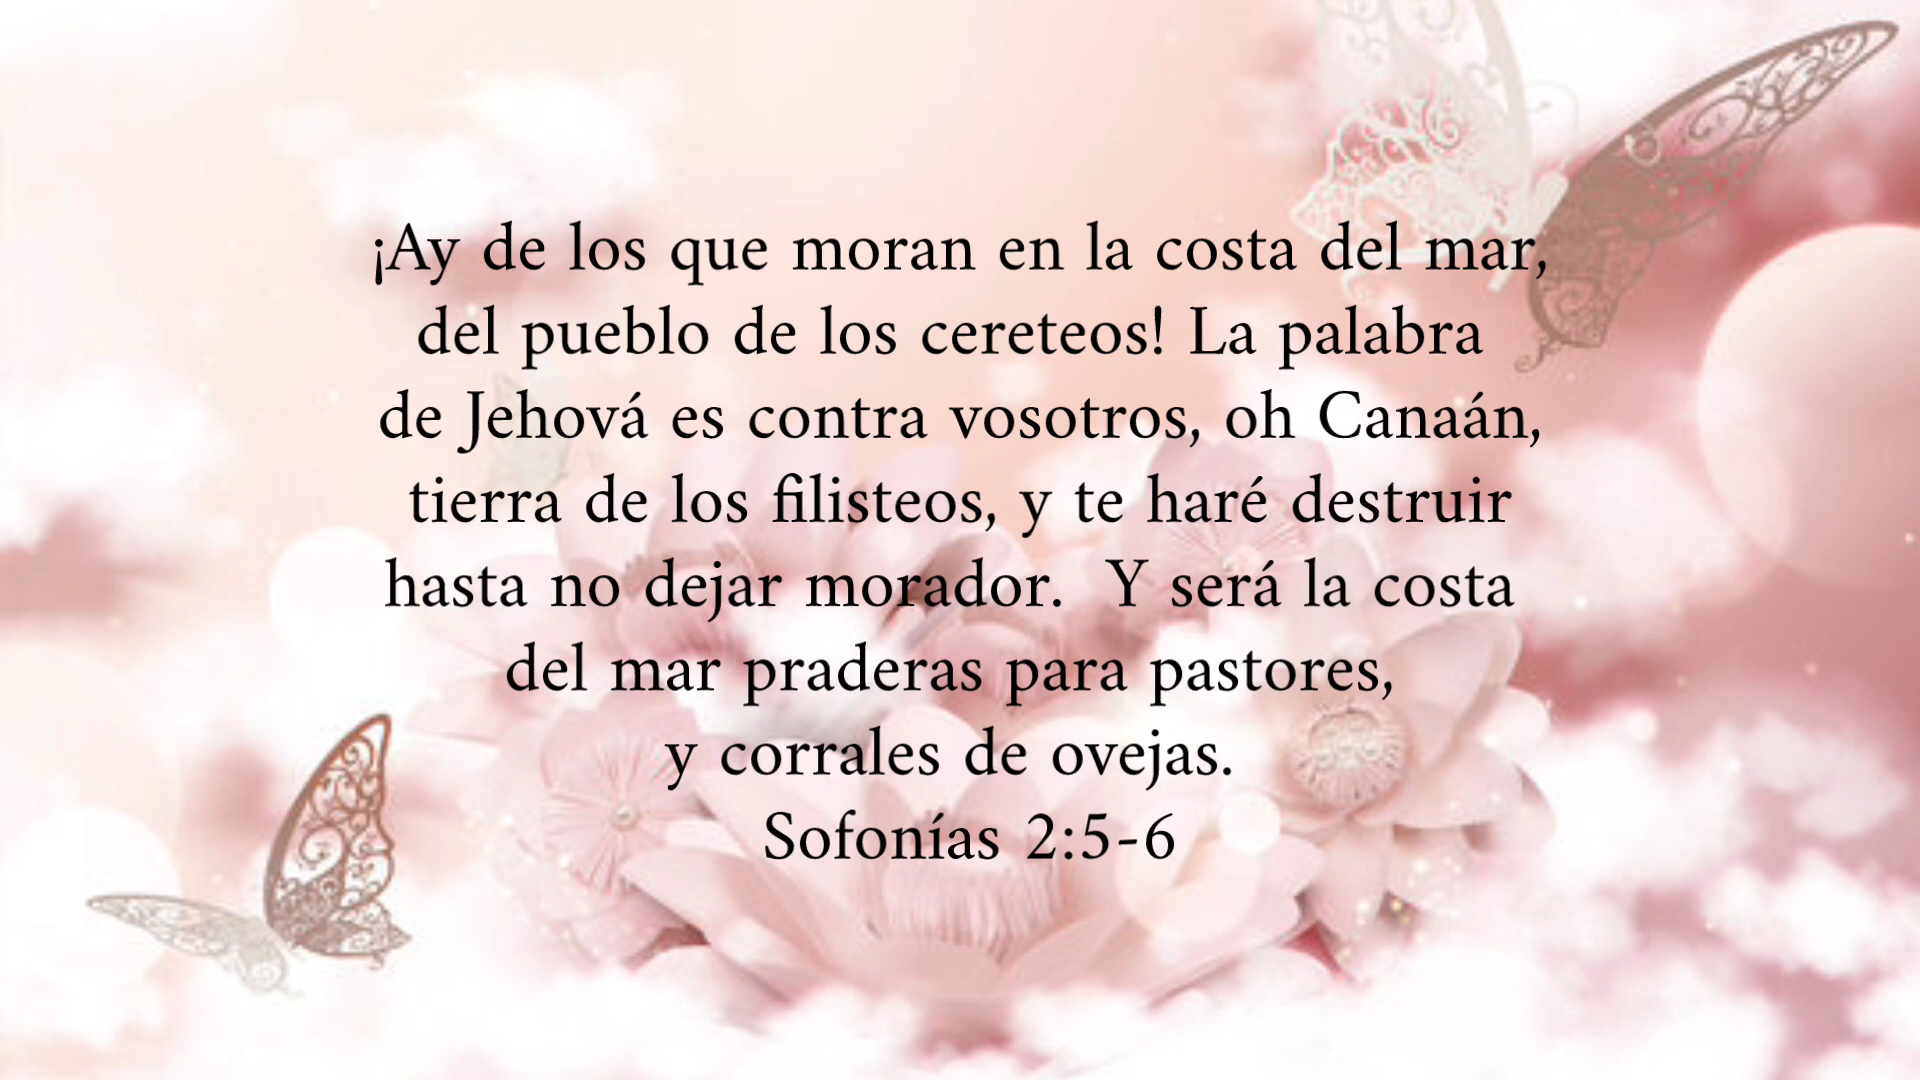 ¡Ay de los que moran en la costa del mar,
del pueblo de los cereteos! La palabra
de Jehová es contra vosotros, oh Canaán,
tierra de los filisteos, y te haré destruir
hasta no dejar morador.  Y será la costa
del mar praderas para pastores,
y corrales de ovejas.
Sofonías 2:5-6